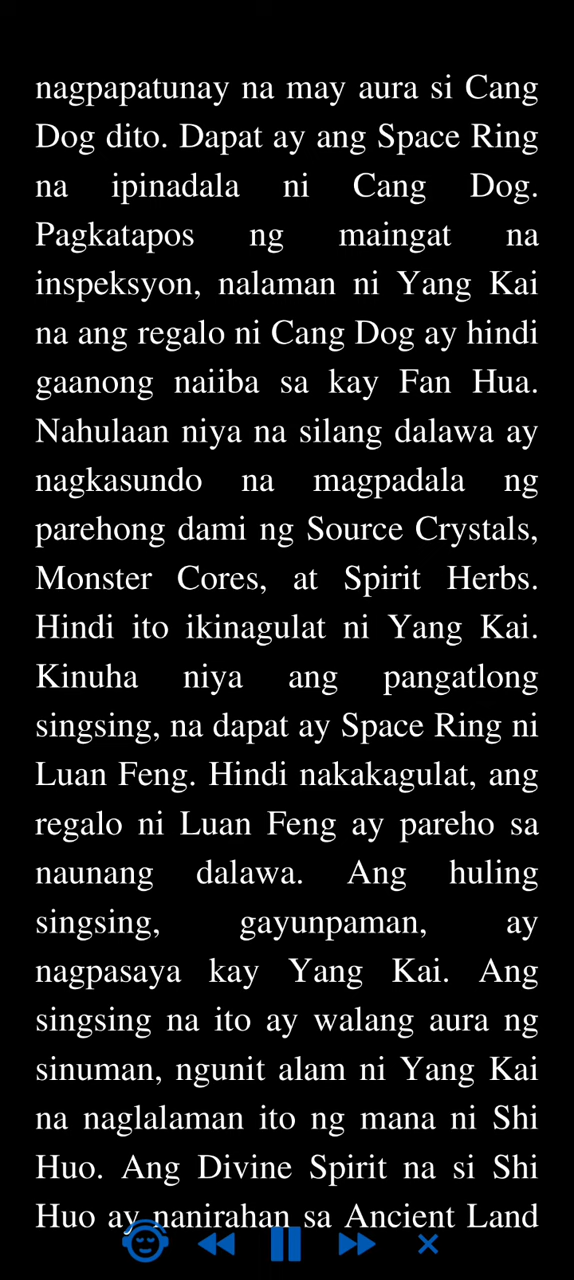 nagpapatunay na may aura si Cang
Dog dito. Dapat ay ang Space Ring
na ipinadala ni Cang Dog.
Pagkatapos ng maingat na
inspeksyon, nalaman ni Yang Kai
na ang regalo ni Cang Dog ay hindi
gaanong naiiba sa kay Fan Hua.
Nahulaan niya na silang dalawa ay
nagkasundo na magpadala ng
parehong dami ng Source Crystals,
Monster Cores, at Spirit Herbs.
Hindi ito ikinagulat ni Yang Kai.
Kinuha niya ang pangatlong
singsing, na dapat ay Space Ring ni
Luan Feng. Hindi nakakagulat, ang
regalo ni Luan Feng ay pareho sa
naunang dalawa. Ang huling
singsing, gayunpaman, ay
nagpasaya kay Yang Kai. Ang
singsing na ito ay walang aura ng
sinuman, ngunit alam ni Yang Kai
na naglalaman ito ng mana ni Shi
Huo. Ang Divine Spirit na si Shi
Huo ay nanirahan sa Ancient Land